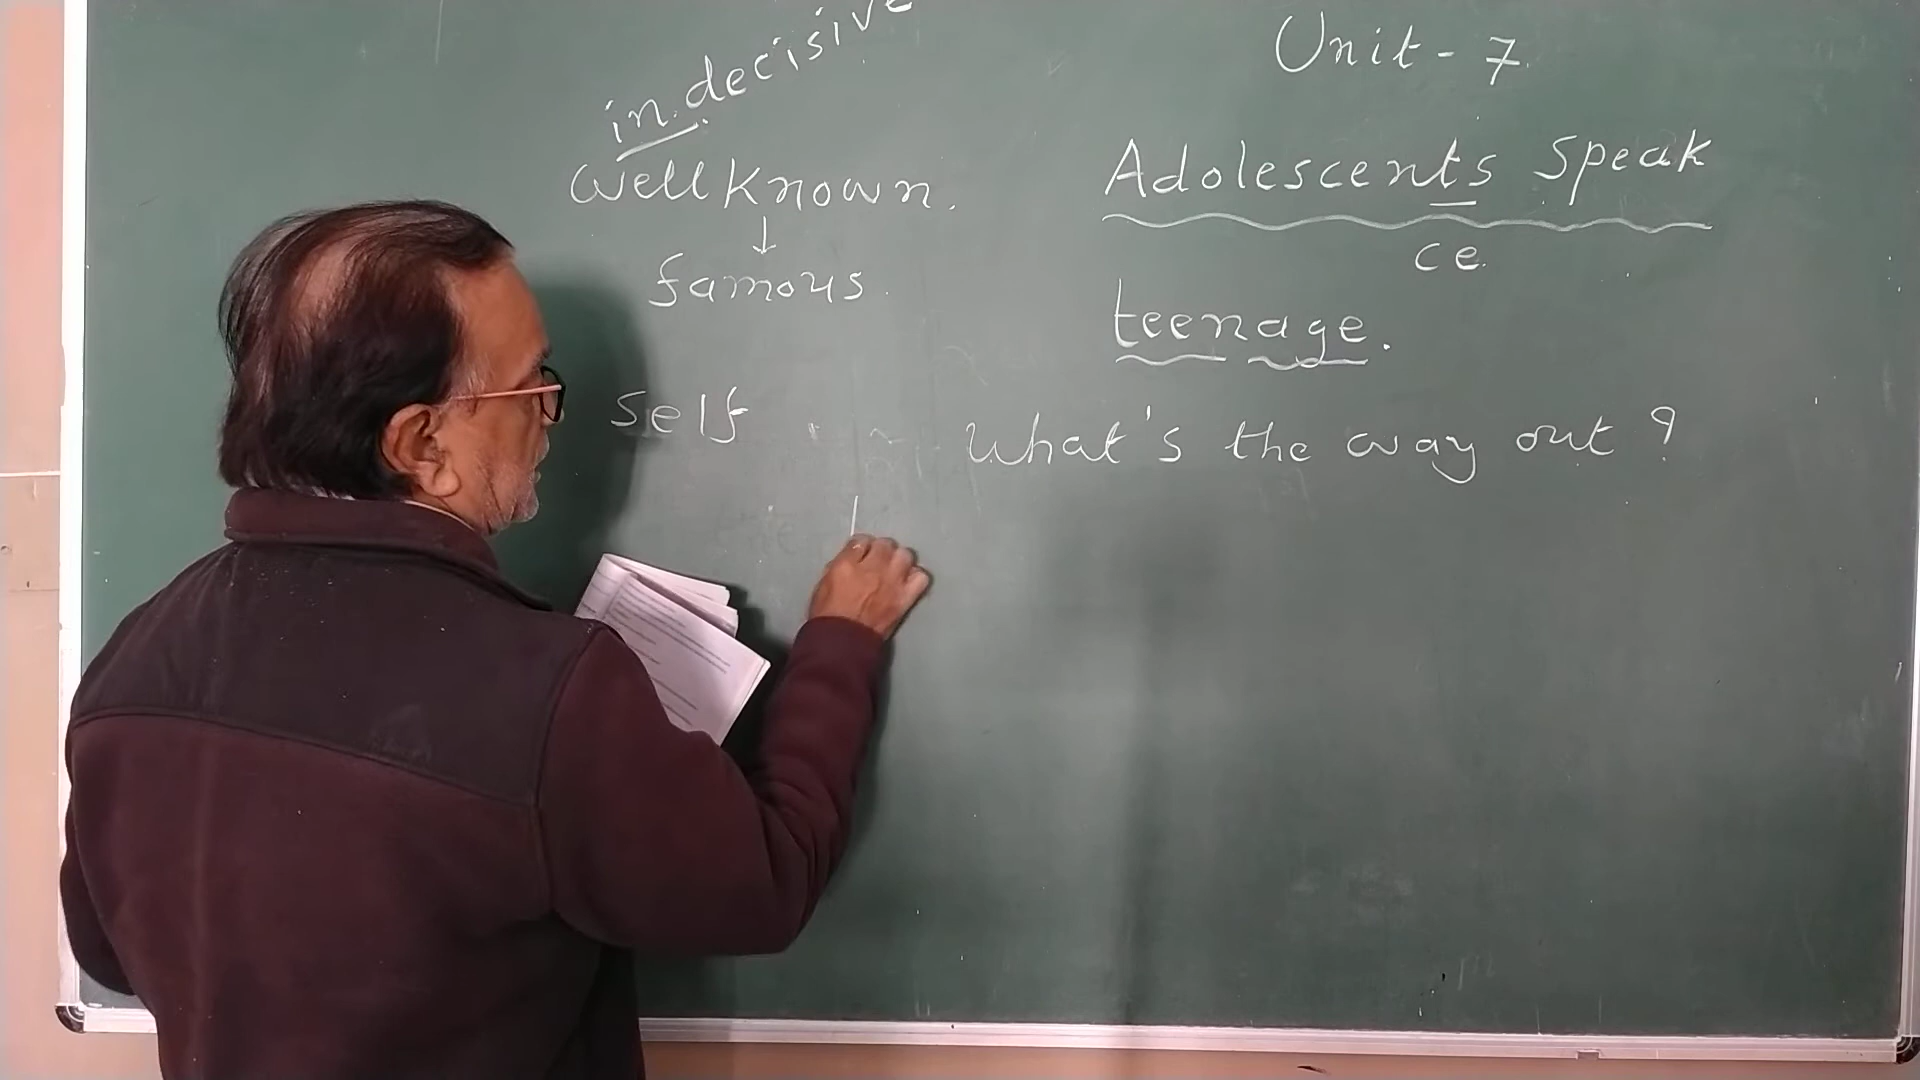 indecisive
Well known.
↓
famous
self
Unit - 7
Adolescents Speak
ce
teenage.
What's the way out ?